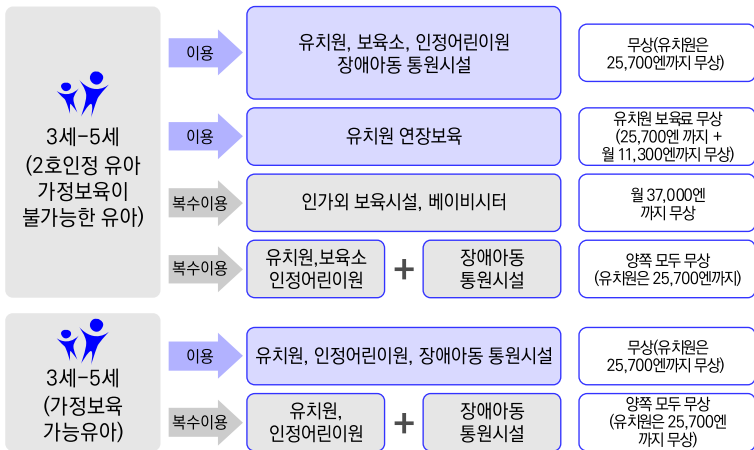 3세-5세
(2호인정 유아
가정보육이
불가능한 유아)
이용
유치원, 보육소, 인정어린이원
장애아동 통원시설
무상(유치원은
25,700엔까지 무상)
이용
유치원 연장보육
유치원 보육료 무상
(25,700엔 까지 +
월 11,300엔까지 무상)
복수이용
인가외 보육시설, 베이비시터
월 37,000엔
까지 무상
복수이용
유치원,보육소
인정어린이원
+
장애아동
통원시설
양쪽 모두 무상
(유치원은 25,700엔까지)
3세-5세
(가정보육
가능유아)
이용
유치원, 인정어린이원, 장애아동 통원시설
무상(유치원은
25,700엔까지 무상)
복수이용
유치원,
인정어린이원
+
장애아동
통원시설
양쪽 모두 무상
(유치원은 25,700엔
까지 무상)